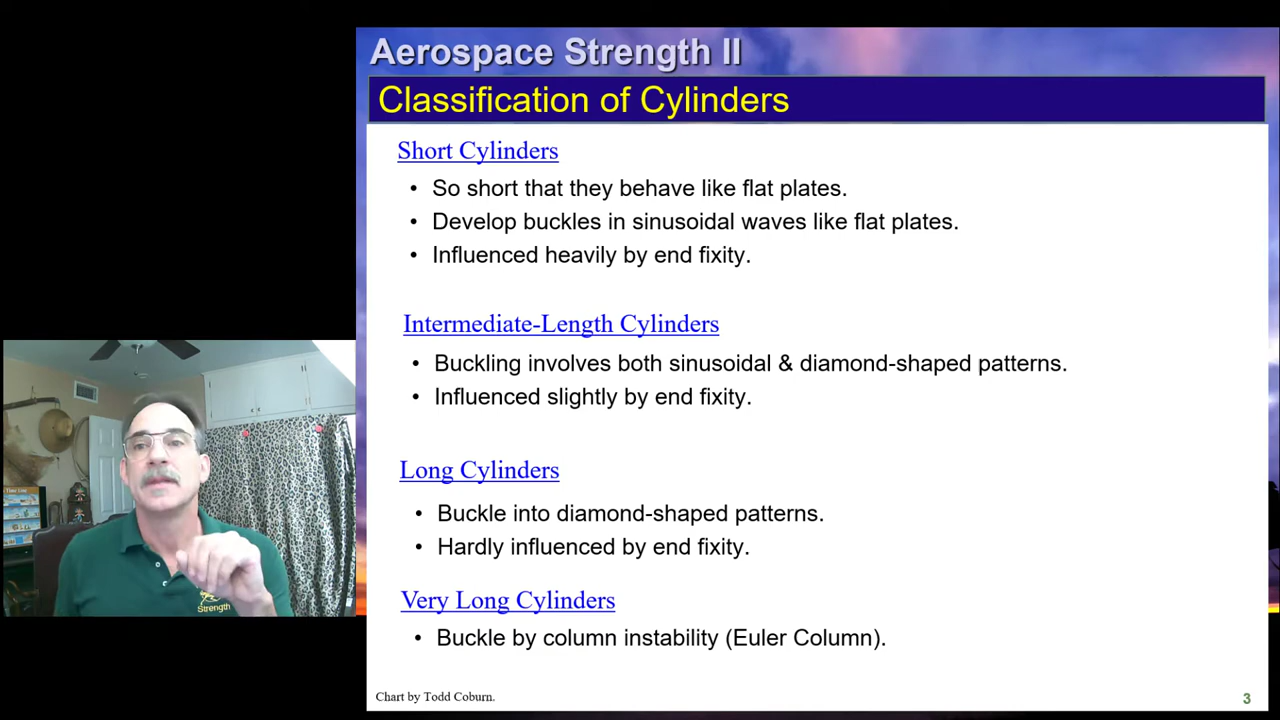 Aerospace Strength II
Classification of Cylinders
Short Cylinders
• So short that they behave like flat plates.
• Develop buckles in sinusoidal waves like flat plates.
• Influenced heavily by end fixity.
Intermediate-Length Cylinders
• Buckling involves both sinusoidal & diamond-shaped patterns.
• Influenced slightly by end fixity.
Long Cylinders
• Buckle into diamond-shaped patterns.
• Hardly influenced by end fixity.
Very Long Cylinders
• Buckle by column instability (Euler Column).
Chart by Todd Coburn.
3
Strength